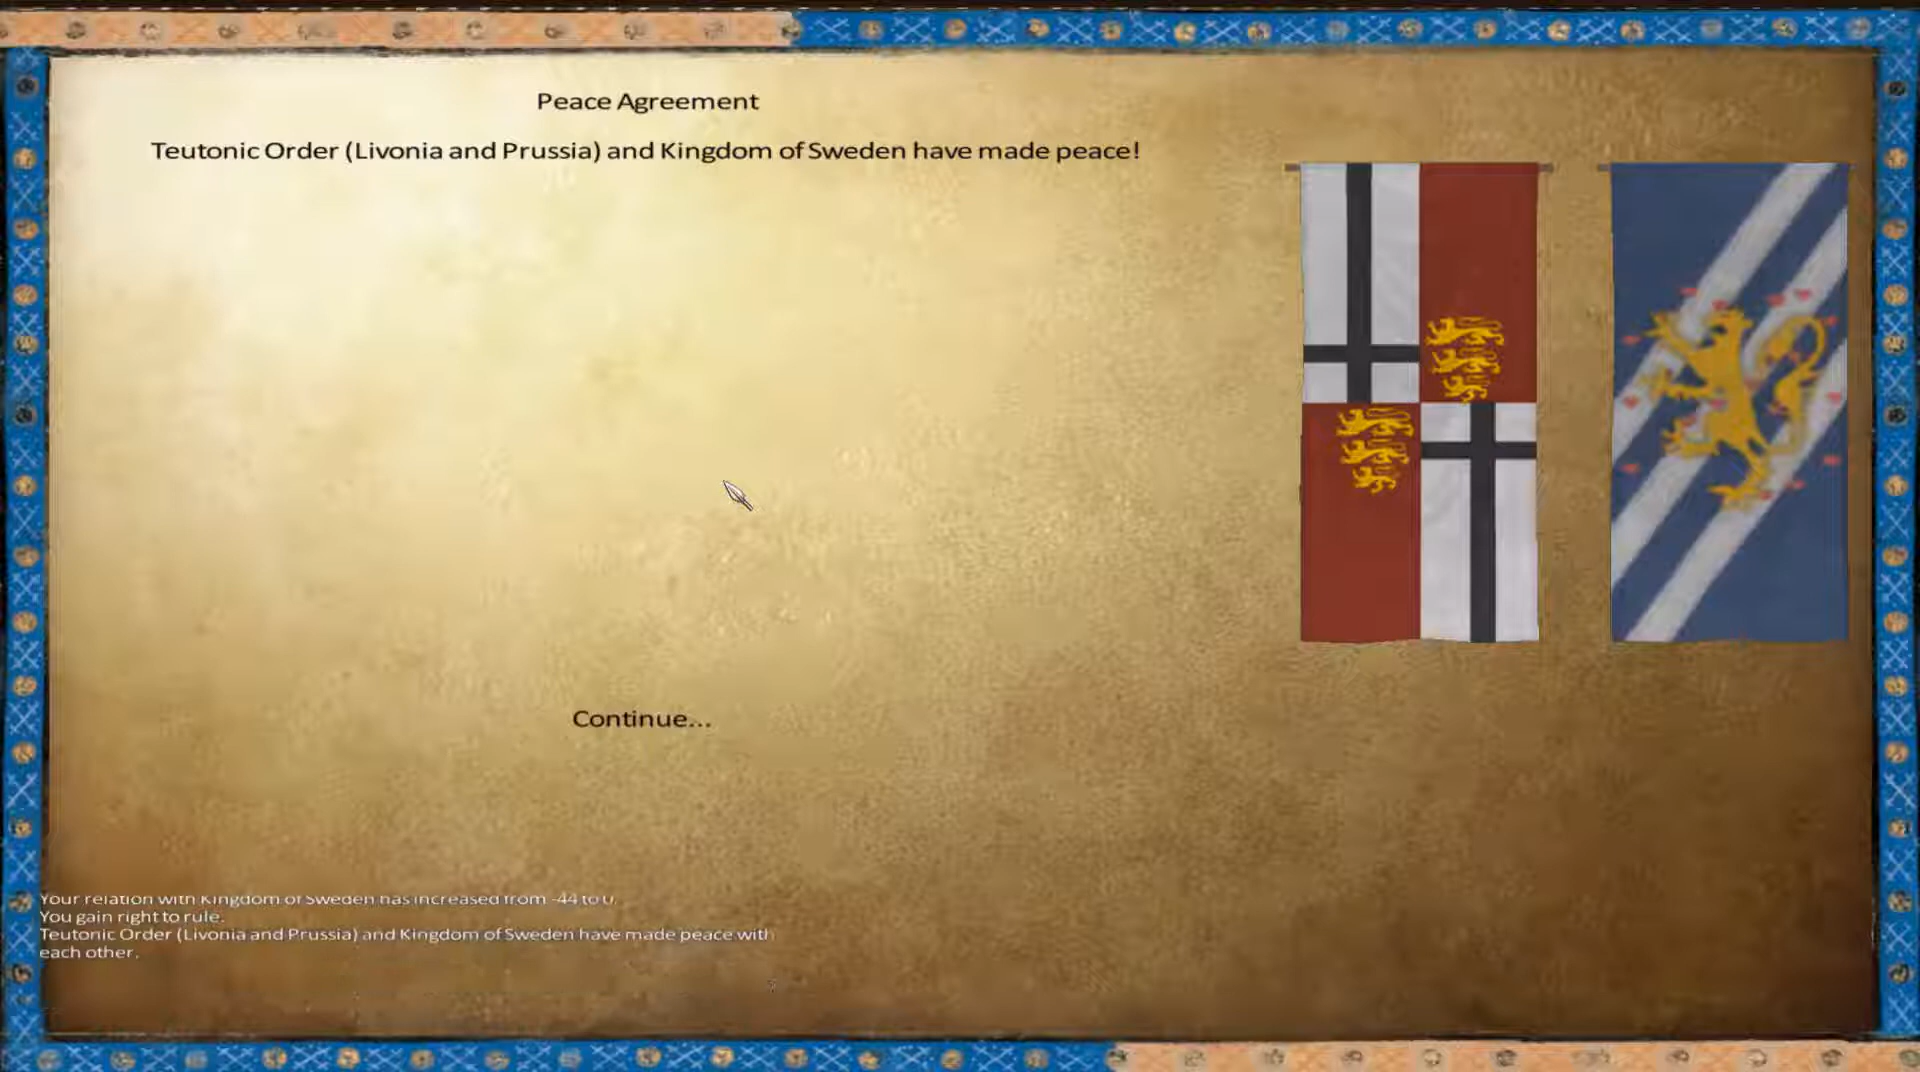 Peace Agreement
Teutonic Order (Livonia and Prussia) and Kingdom of Sweden have made peace!
Continue...
Your relation with Kingdom of Sweden has increased from -44 to 0.
You gain right to rule.
Teutonic Order (Livonia and Prussia) and Kingdom of Sweden have made peace with
each other.